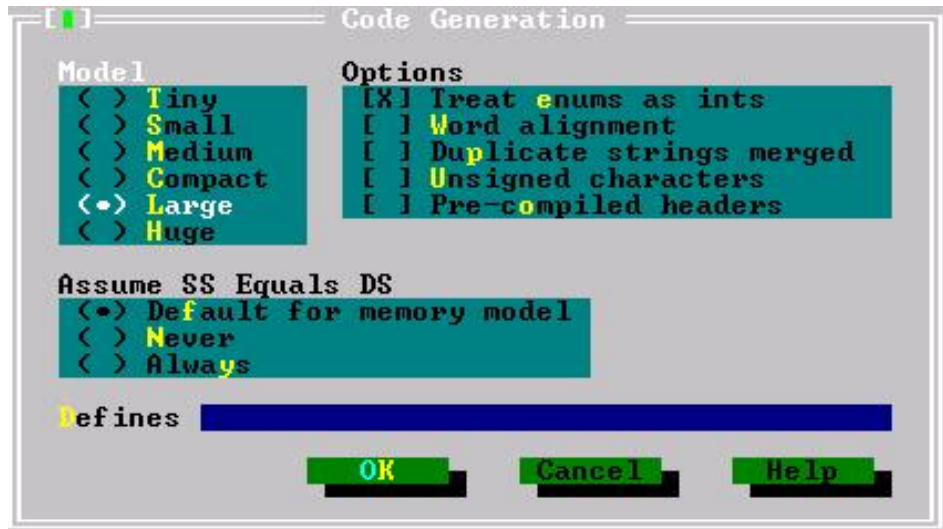 [■] Code Generation
Model
( ) Tiny
( ) Small
( ) Medium
( ) Compact
(•) Large
( ) Huge
Options
[X] Treat enums as ints
[ ] Word alignment
[ ] Duplicate strings merged
[ ] Unsigned characters
[ ] Pre-compiled headers
Assume SS Equals DS
(•) Default for memory model
( ) Never
( ) Always
Defines
OK Cancel Help